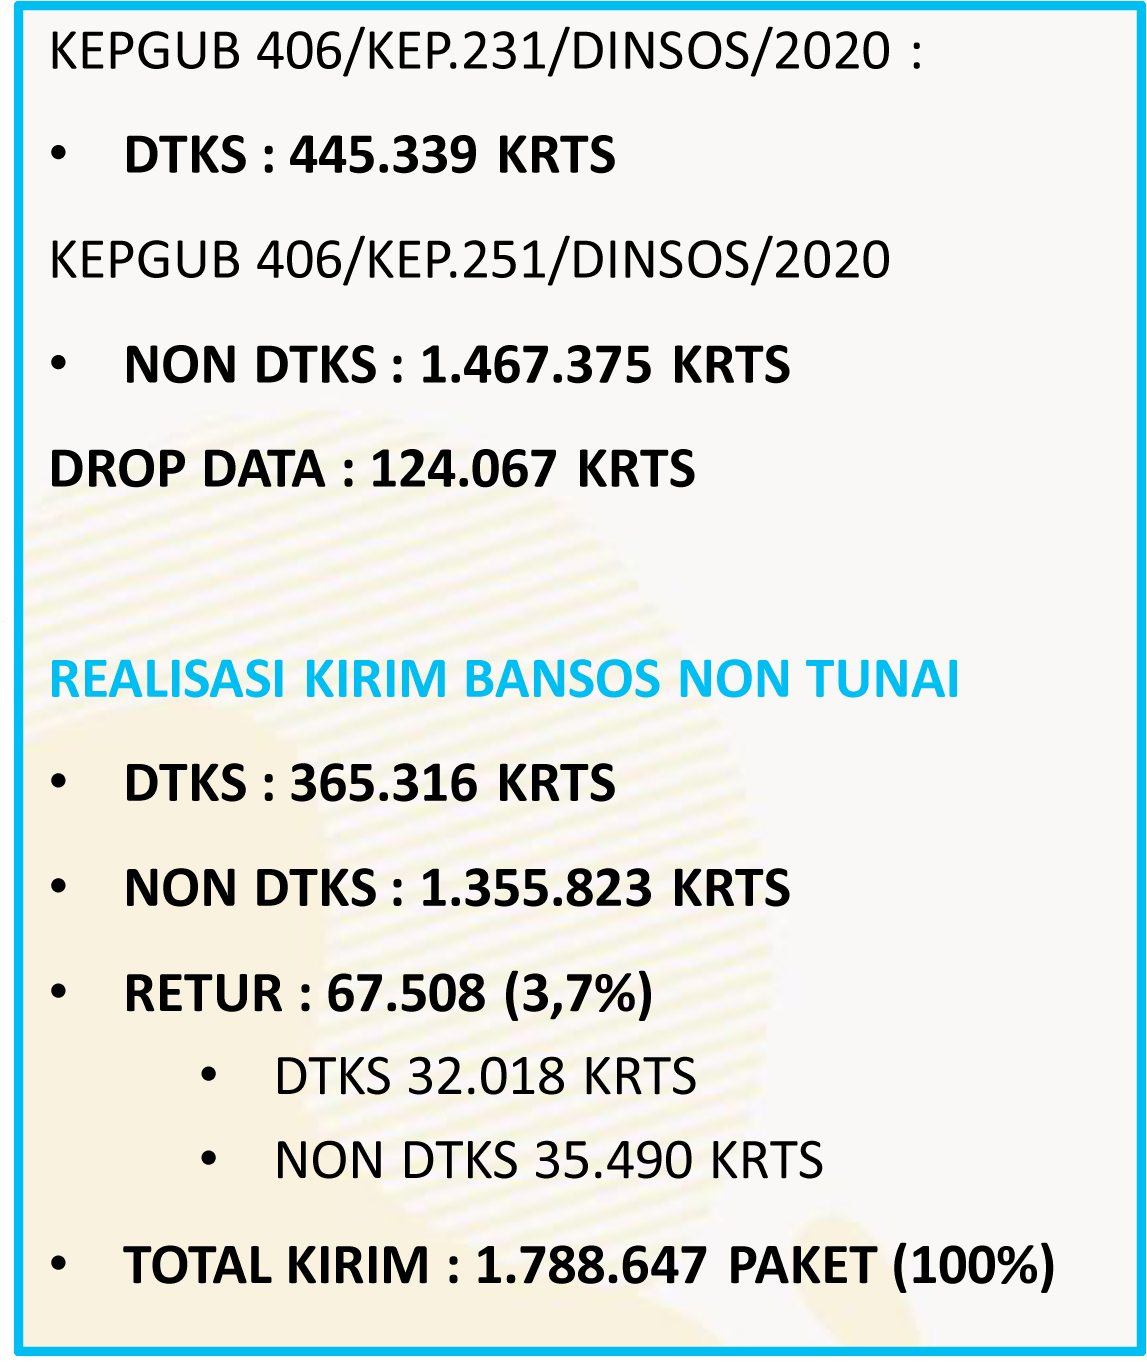 KEPGUB 406/KEP.231/DINSOS/2020 :
• DTKS : 445.339 KRTS
KEPGUB 406/KEP.251/DINSOS/2020
• NON DTKS : 1.467.375 KRTS
DROP DATA : 124.067 KRTS
REALISASI KIRIM BANSOS NON TUNAI
• DTKS : 365.316 KRTS
• NON DTKS : 1.355.823 KRTS
• RETUR : 67.508 (3,7%)
• DTKS 32.018 KRTS
• NON DTKS 35.490 KRTS
• TOTAL KIRIM : 1.788.647 PAKET (100%)